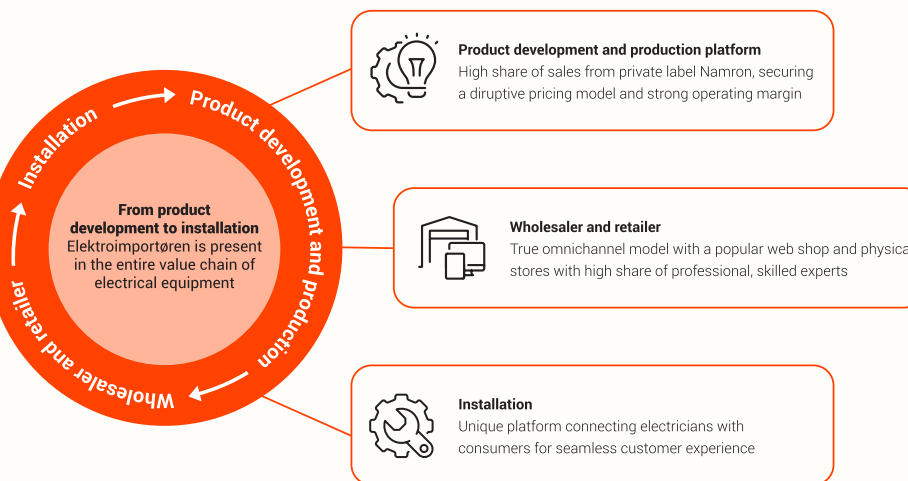 Product development and production platform
High share of sales from private label Namron, securing
a diruptive pricing model and strong operating margin
Installation
Product development and production
Wholesaler and retailer
From product
development to installation
Elektroimportøren is present
in the entire value chain of
electrical equipment
Wholesaler and retailer
True omnichannel model with a popular web shop and physica
stores with high share of professional, skilled experts
Installation
Unique platform connecting electricians with
consumers for seamless customer experience